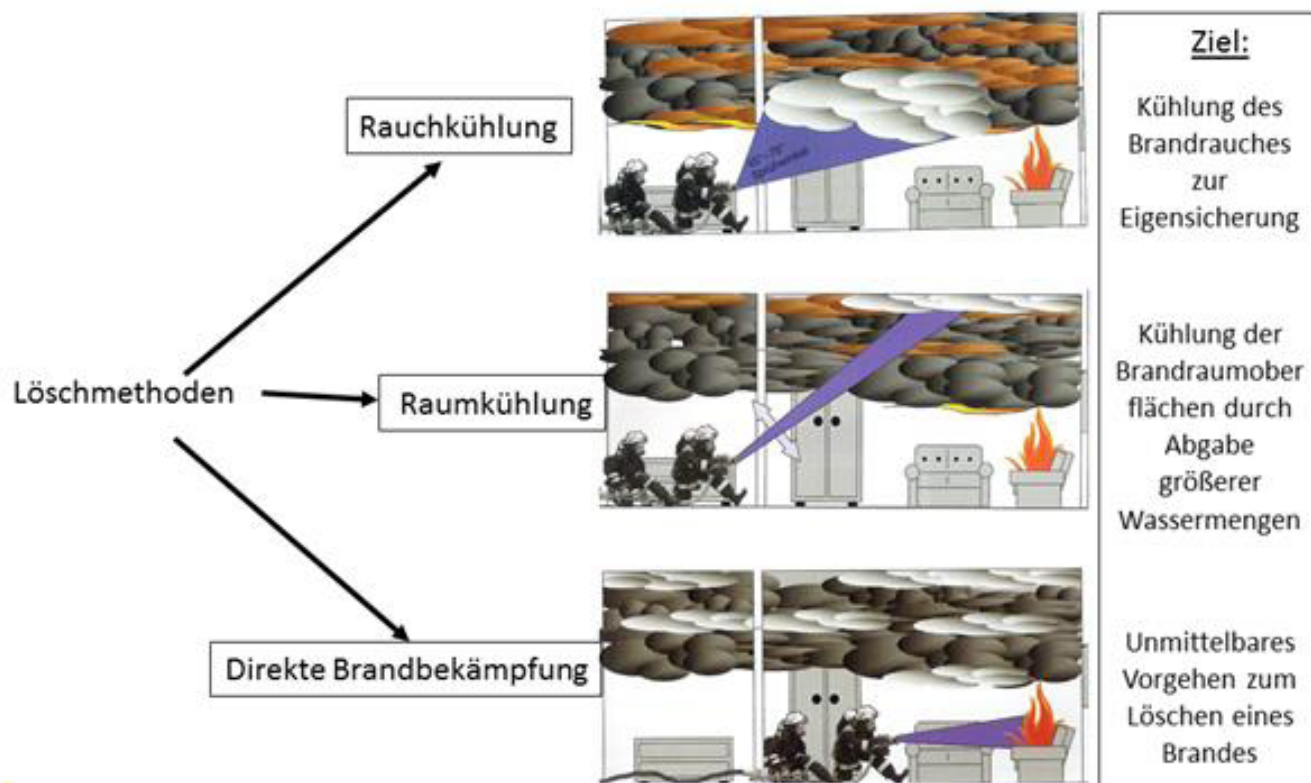 Löschmethoden
Rauchkühlung
Raumkühlung
Direkte Brandbekämpfung
Ziel:
Kühlung des
Brandrauches
zur
Eigensicherung
Kühlung der
Brandraumober
flächen durch
Abgabe
größerer
Wassermengen
Unmittelbares
Vorgehen zum
Löschen eines
Brandes